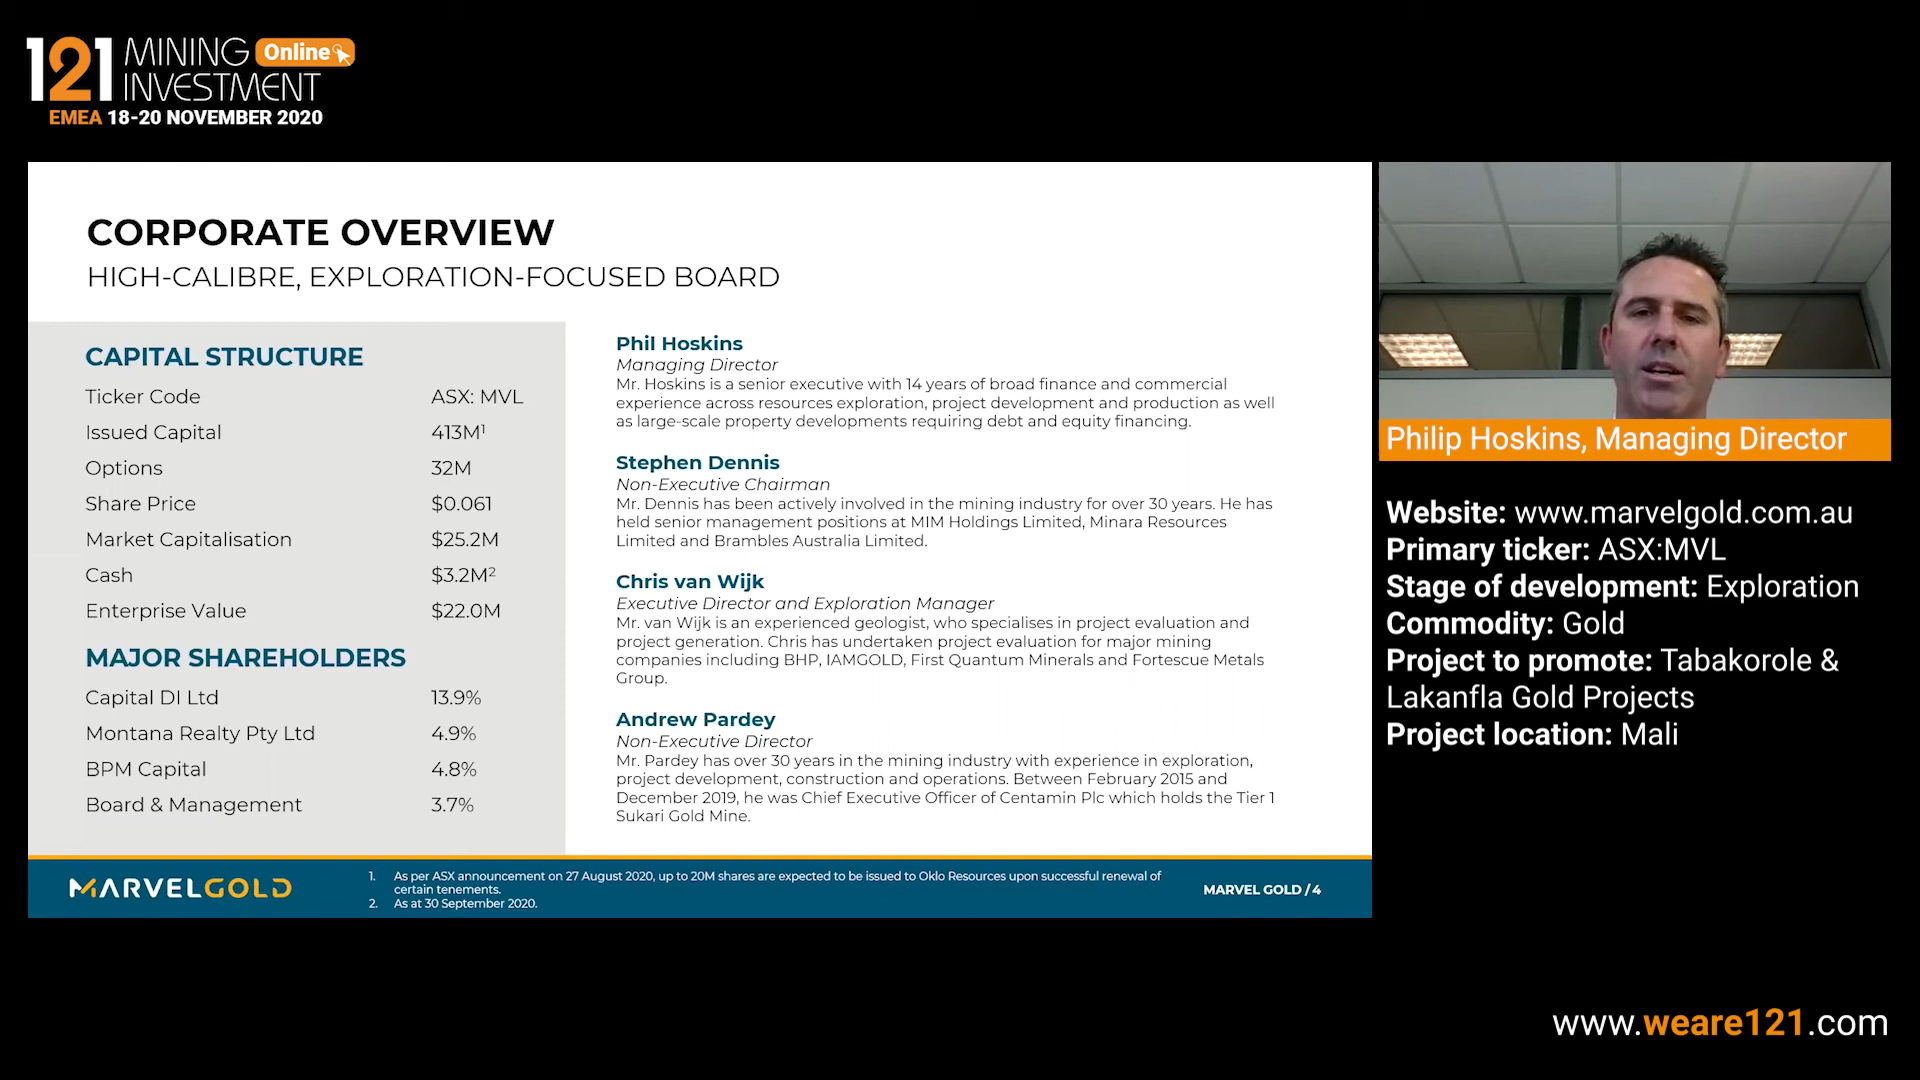 121 MINING Online
INVESTMENT
EMEA 18-20 NOVEMBER 2020
CORPORATE OVERVIEW
HIGH-CALIBRE, EXPLORATION-FOCUSED BOARD
CAPITAL STRUCTURE
Ticker Code ASX: MVL
Issued Capital 413M¹
Options 32M
Share Price $0.061
Market Capitalisation $25.2M
Cash $3.2M²
Enterprise Value $22.0M
MAJOR SHAREHOLDERS
Capital DI Ltd 13.9%
Montana Realty Pty Ltd 4.9%
BPM Capital 4.8%
Board & Management 3.7%
Phil Hoskins
Managing Director
Mr. Hoskins is a senior executive with 14 years of broad finance and commercial
experience across resources exploration, project development and production as well
as large-scale property developments requiring debt and equity financing.
Stephen Dennis
Non-Executive Chairman
Mr. Dennis has been actively involved in the mining industry for over 30 years. He has
held senior management positions at MIM Holdings Limited, Minara Resources
Limited and Brambles Australia Limited.
Chris van Wijk
Executive Director and Exploration Manager
Mr. van Wijk is an experienced geologist, who specialises in project evaluation and
project generation. Chris has undertaken project evaluation for major mining
companies including BHP, IAMGOLD, First Quantum Minerals and Fortescue Metals
Group.
Andrew Pardey
Non-Executive Director
Mr. Pardey has over 30 years in the mining industry with experience in exploration,
project development, construction and operations. Between February 2015 and
December 2019, he was Chief Executive Officer of Centamin Plc which holds the Tier 1
Sukari Gold Mine.
MARVELGOLD
1. As per ASX announcement on 27 August 2020, up to 20M shares are expected to be issued to Oklo Resources upon successful renewal of
certain tenements.
2. As at 30 September 2020.
MARVEL GOLD / 4
Philip Hoskins, Managing Director
Website: www.marvelgold.com.au
Primary ticker: ASX:MVL
Stage of development: Exploration
Commodity: Gold
Project to promote: Tabakorole &
Lakanfla Gold Projects
Project location: Mali
www.weare121.com